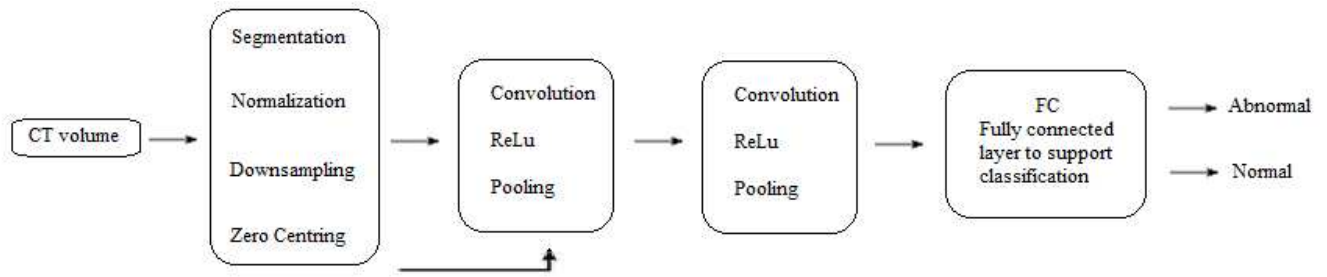 CT volume
Segmentation
Normalization
Downsampling
Zero Centring
Convolution
ReLu
Pooling
Convolution
ReLu
Pooling
FC
Fully connected
layer to support
classification
Abnormal
Normal